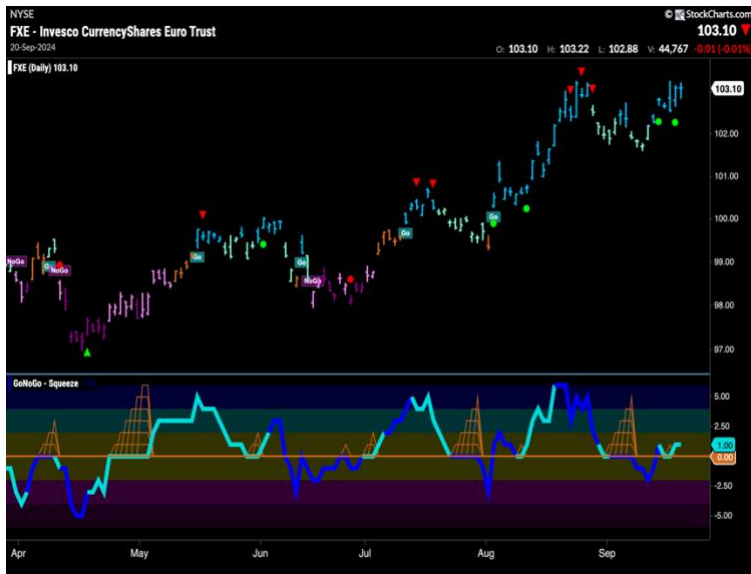 NYSE
© StockCharts.com
FXE - Invesco CurrencyShares Euro Trust
103.10
20-Sep-2024
O: 103.10 H: 103.22 L: 102.88 V: 44,767 -0.01 (-0.01%)
FXE (Daily) 103.10
103.10
102.00
101.00
100.00
99.00
98.00
97.00
NoGo
NoGo
Go
Go
NoGo
Go
Go
GoNoGo - Squeeze
5.00
2.50
1.00
0.00
-2.50
-5.00
Apr May Jun Jul Aug Sep